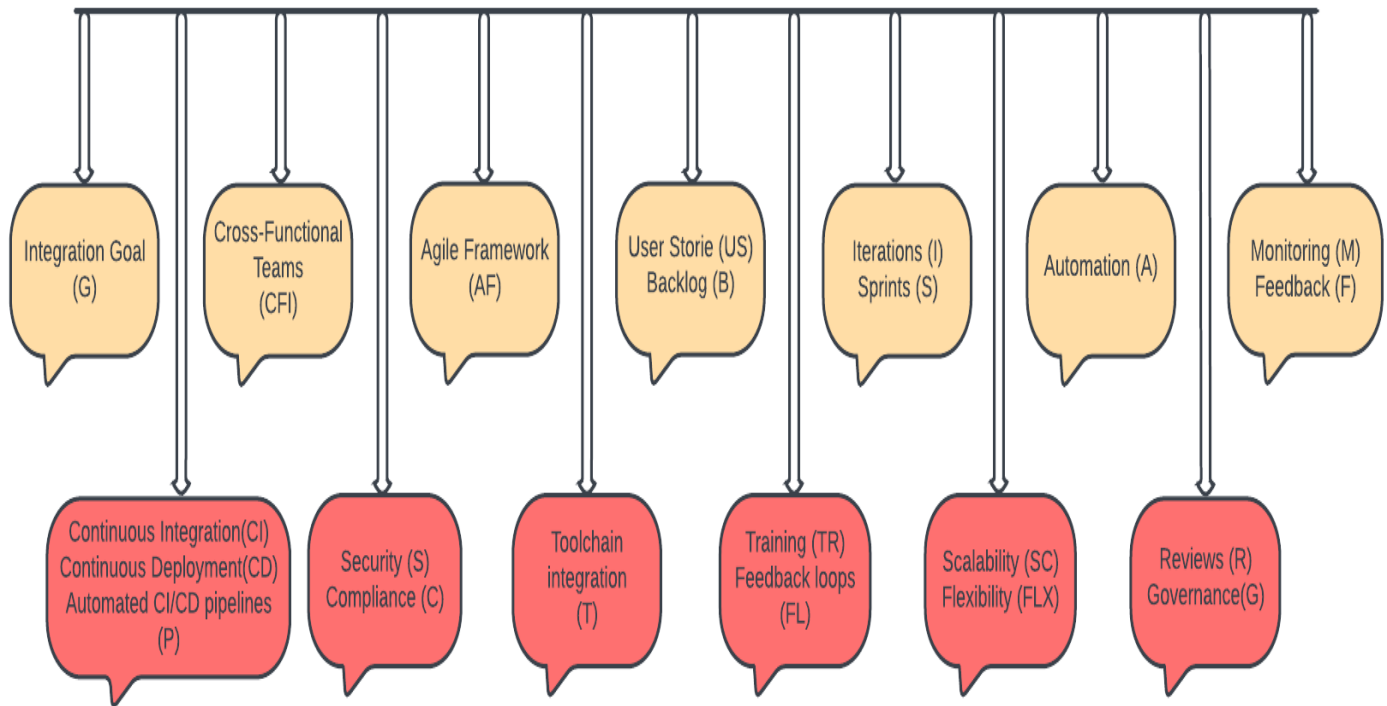 Integration Goal
(G)
Cross-Functional
Teams
(CFI)
Agile Framework
(AF)
User Storie (US)
Backlog (B)
Iterations (I)
Sprints (S)
Automation (A)
Monitoring (M)
Feedback (F)
Continuous Integration(CI)
Continuous Deployment(CD)
Automated CI/CD pipelines
(P)
Security (S)
Compliance (C)
Toolchain
integration
(T)
Training (TR)
Feedback loops
(FL)
Scalability (SC)
Flexibility (FLX)
Reviews (R)
Governance(G)